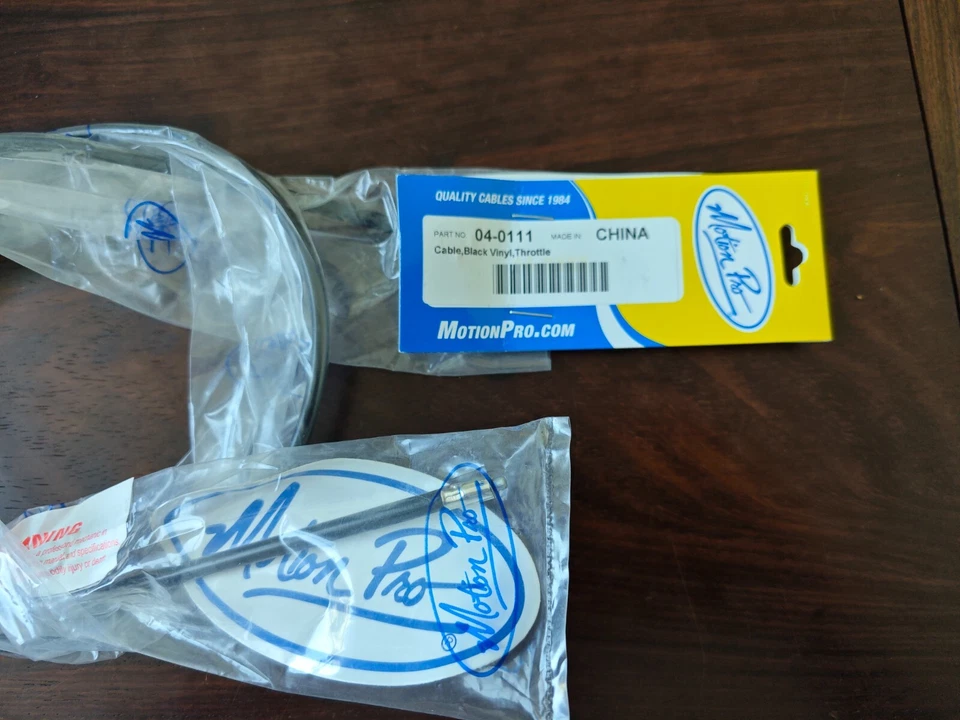 QUALITY CABLES SINCE 1984
PART NO. 04-0111 MADE IN: CHINA
Cable,Black Vinyl,Throttle
MOTIONPRO.COM
Motion Pro
Motion Pro
Motion Pro